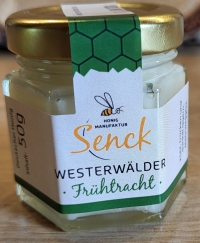 HONIG
MANUFAKTUR
Senck
WESTERWÄLDER
Frühtracht
50g